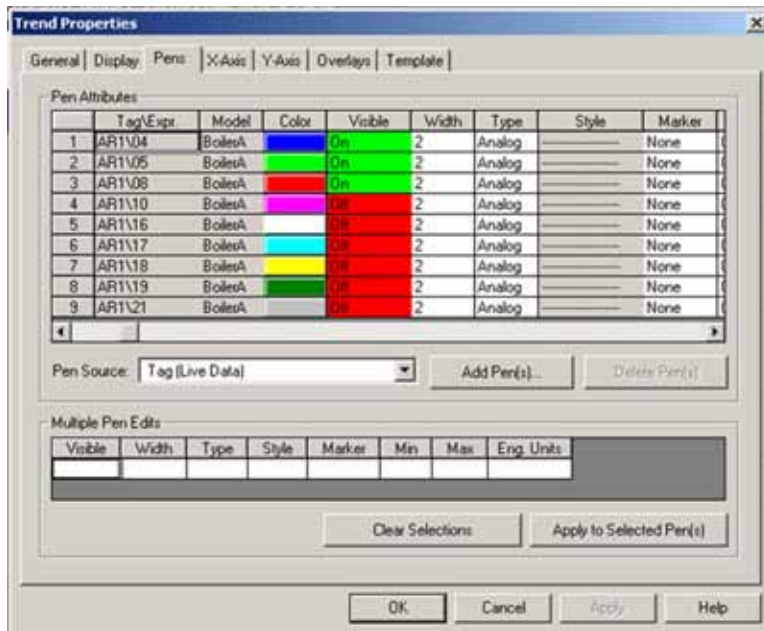 Trend Properties
General Display Pens X-Axis Y-Axis Overlays Template
Pen Attributes
Tag\Expr. Model Color Visible Width Type Style Marker
1 AR1\04 BoilerA On 2 Analog None
2 AR1\05 BoilerA On 2 Analog None
3 AR1\08 BoilerA On 2 Analog None
4 AR1\10 BoilerA Off 2 Analog None
5 AR1\16 BoilerA Off 2 Analog None
6 AR1\17 BoilerA Off 2 Analog None
7 AR1\18 BoilerA Off 2 Analog None
8 AR1\19 BoilerA Off 2 Analog None
9 AR1\21 BoilerA Off 2 Analog None
Pen Source: Tag (Live Data) Add Pen(s)... Delete Pen(s)
Multiple Pen Edits
Visible Width Type Style Marker Min Max Eng. Units
Clear Selections Apply to Selected Pen(s)
OK Cancel Apply Help